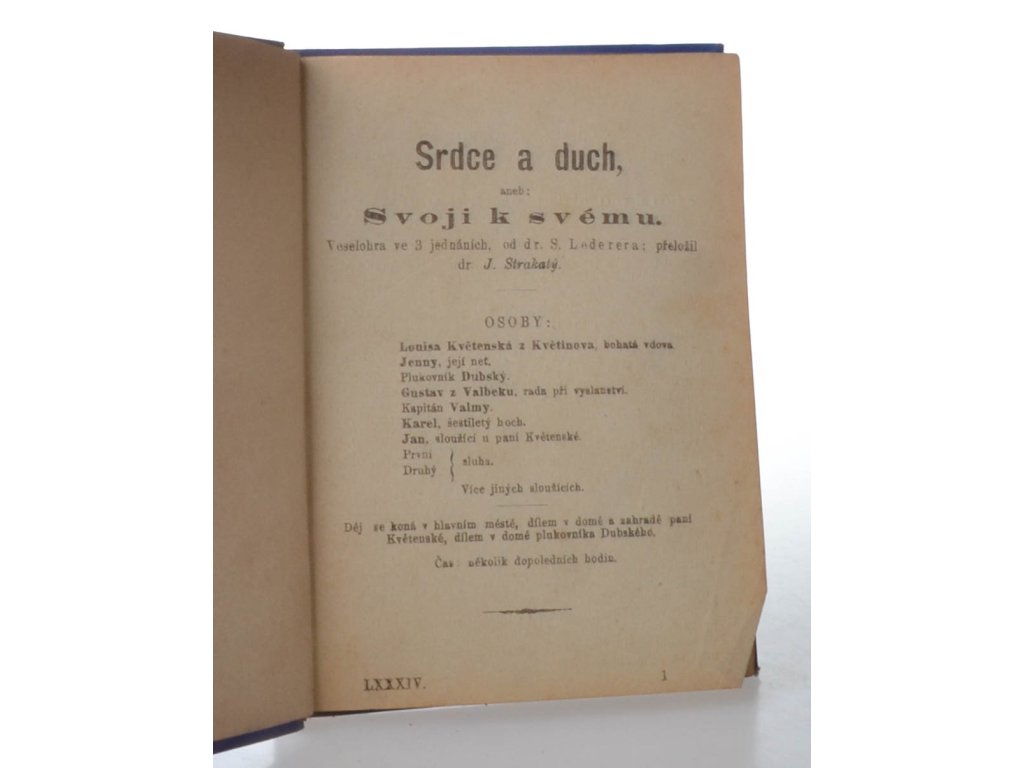 Srdce a duch,
aneb:
Svoji k svému.
Veselohra ve 3 jednáních, od dr. S. Lederera; přeložil
dr. J. Strakatý.
OSOBY:
Louisa Květenská z Květinova, bohatá vdova
Jenny, její neť.
Plukovník Dubský.
Gustav z Valbeku, rada při vyslanství.
Kapitán Valmy.
Karel, šestiletý hoch.
Jan, sloužící u paní Květenské.
První
Druhý { sluha.
Více jiných sloužících.
Děj se koná v hlavním městě, dílem v domě a zahradě paní
Květenské, dílem v domě plukovníka Dubského.
Čas: několik dopoledních hodin.
LXXXIV. 1